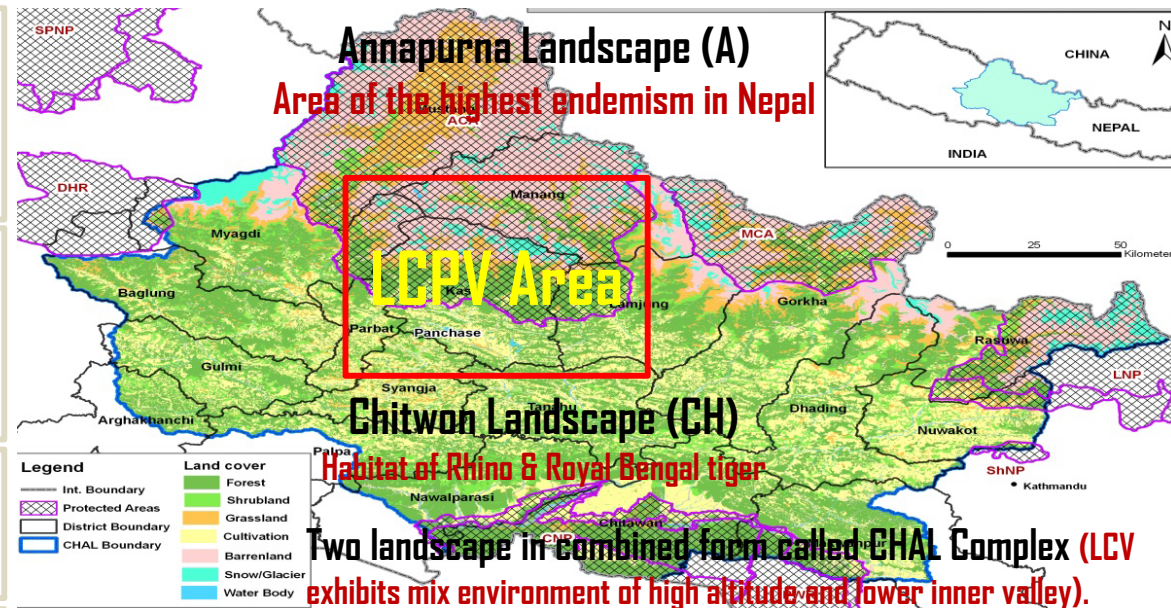 SPNP
Annapurna Landscape (A)
Area of the highest endemism in Nepal
ACA
N
CHINA
NEPAL
INDIA
DHR
Manang
Myagdi
MCA
0 25 50
Kilometer
LCPV Area
Baglung
Lamjung
Gorkha
Parbat
Panchase
Rasuwa
Gulmi
LNP
Syangja
Chitwon Landscape (CH)
Dhading
Arghakhanchi
Nuwakot
Palpa
Habitat of Rhino & Royal Bengal tiger
ShNP
Kathmandu
Nawalparasi
Chitawan
CNP
Legend
Int. Boundary
Protected Areas
District Boundary
CHAL Boundary
Land cover
Forest
Shrubland
Grassland
Cultivation
Barrenland
Snow/Glacier
Water Body
Two landscape in combined form called CHAL Complex (LCV
exhibits mix environment of high altitude and lower inner valley).